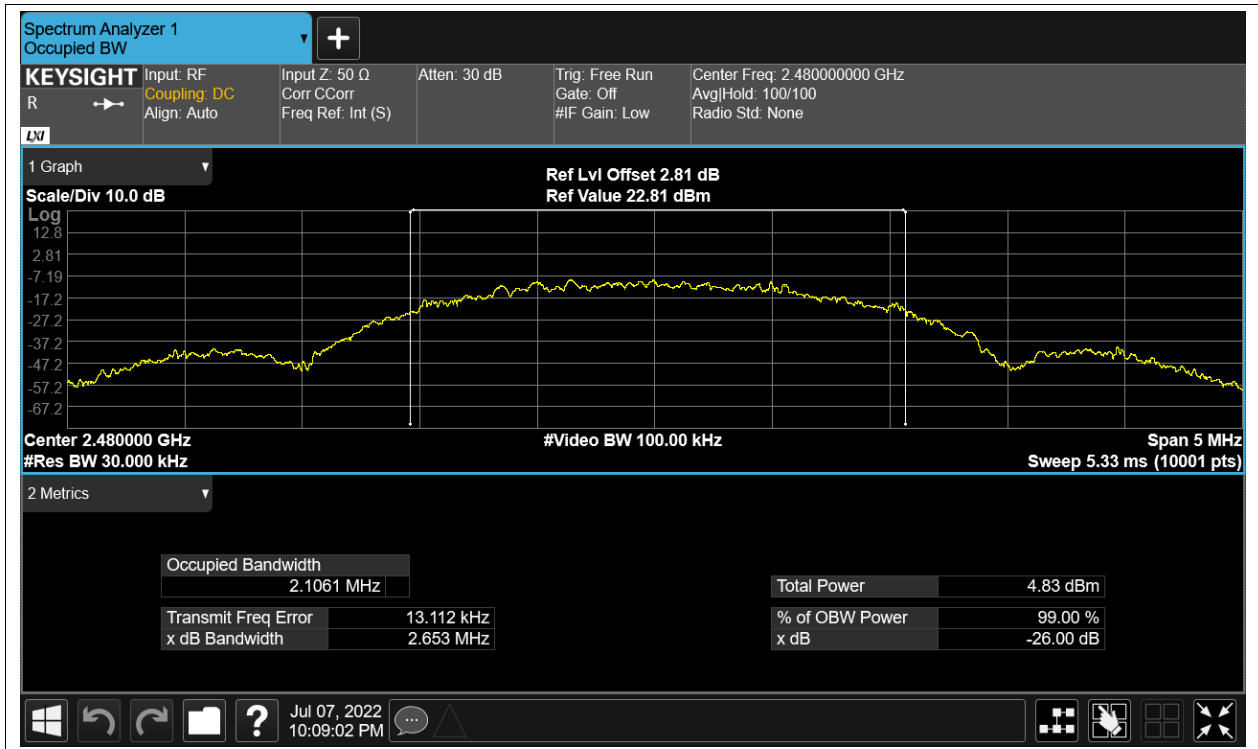 Spectrum Analyzer 1
Occupied BW
KEYSIGHT
R
LXI
Input: RF
Coupling: DC
Align: Auto
Input Z: 50 Ω
Corr CCorr
Freq Ref: Int (S)
Atten: 30 dB
Trig: Free Run
Gate: Off
#IF Gain: Low
Center Freq: 2.480000000 GHz
Avg|Hold: 100/100
Radio Std: None
1 Graph
Scale/Div 10.0 dB
Ref Lvl Offset 2.81 dB
Ref Value 22.81 dBm
Log
12.8
2.81
-7.19
-17.2
-27.2
-37.2
-47.2
-57.2
-67.2
Center 2.480000 GHz
#Video BW 100.00 kHz
Span 5 MHz
#Res BW 30.000 kHz
Sweep 5.33 ms (10001 pts)
2 Metrics
Occupied Bandwidth
2.1061 MHz
Transmit Freq Error 13.112 kHz
x dB Bandwidth 2.653 MHz
Total Power 4.83 dBm
% of OBW Power 99.00 %
x dB -26.00 dB
?
Jul 07, 2022
10:09:02 PM